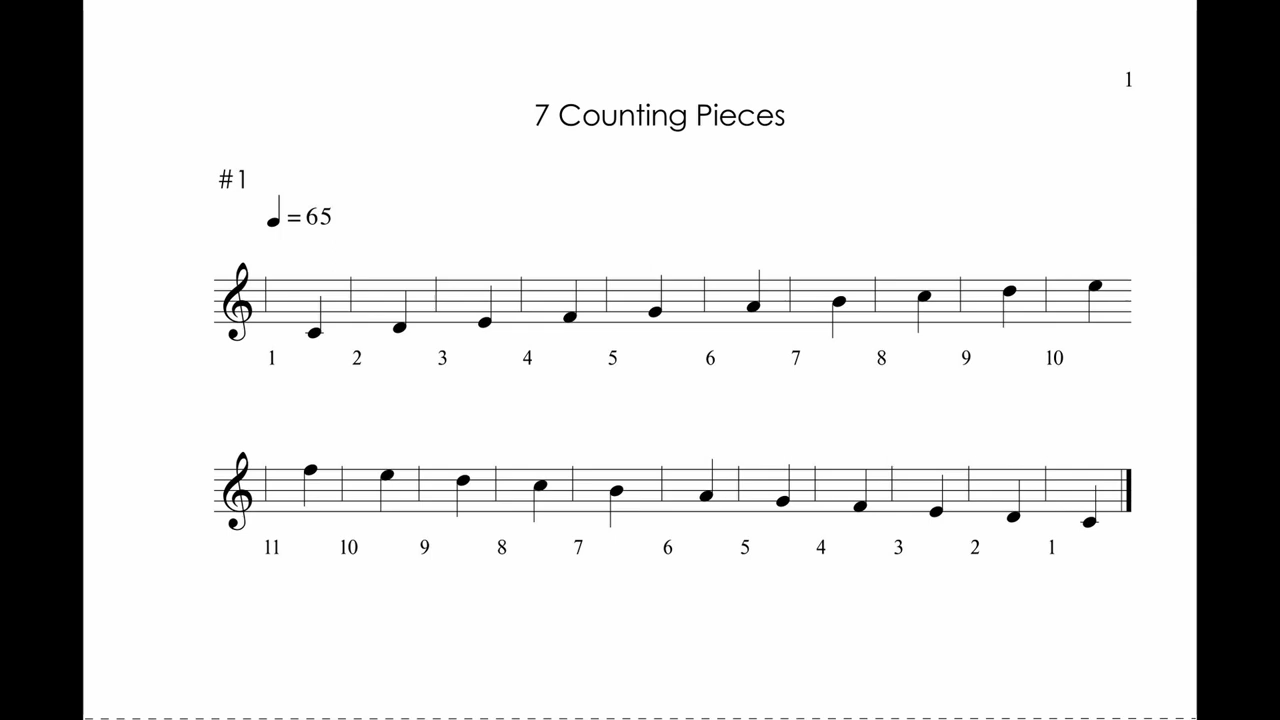 1
7 Counting Pieces
#1
= 65
1 2 3 4 5 6 7 8 9 10
11 10 9 8 7 6 5 4 3 2 1